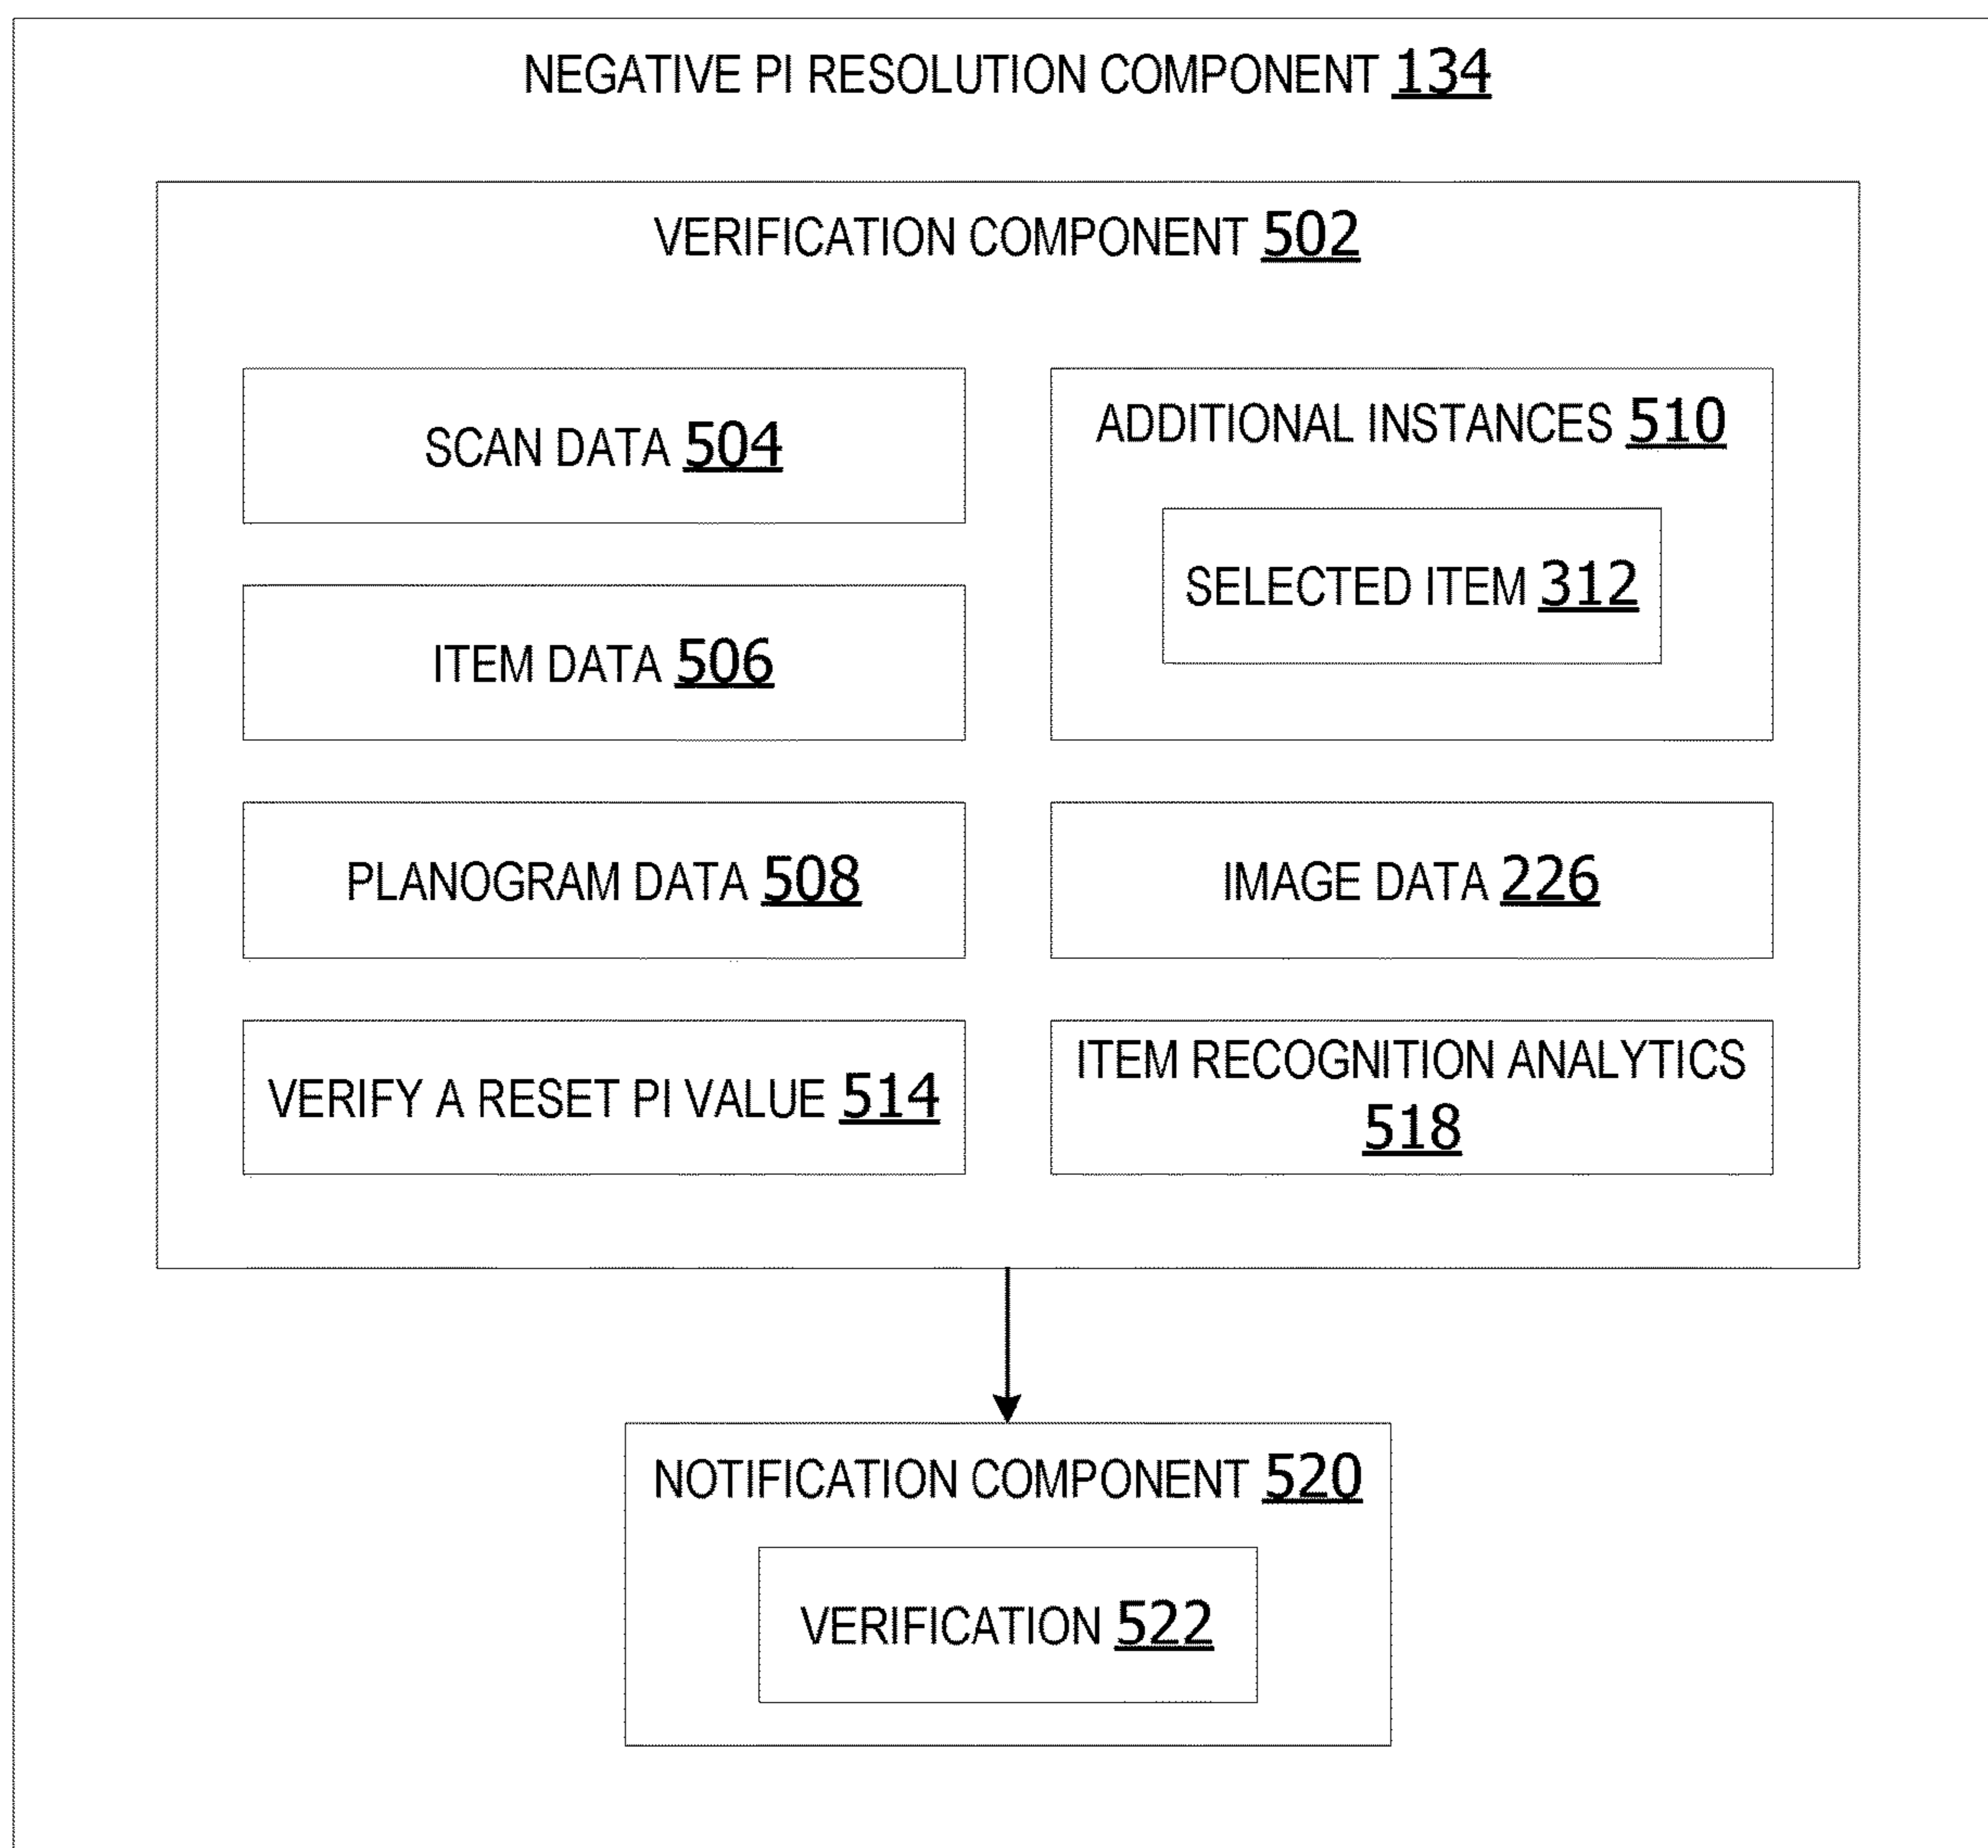 NEGATIVE PI RESOLUTION COMPONENT 134
VERIFICATION COMPONENT 502
SCAN DATA 504
ITEM DATA 506
PLANOGRAM DATA 508
VERIFY A RESET PI VALUE 514
ADDITIONAL INSTANCES 510
SELECTED ITEM 312
IMAGE DATA 226
ITEM RECOGNITION ANALYTICS
518
NOTIFICATION COMPONENT 520
VERIFICATION 522